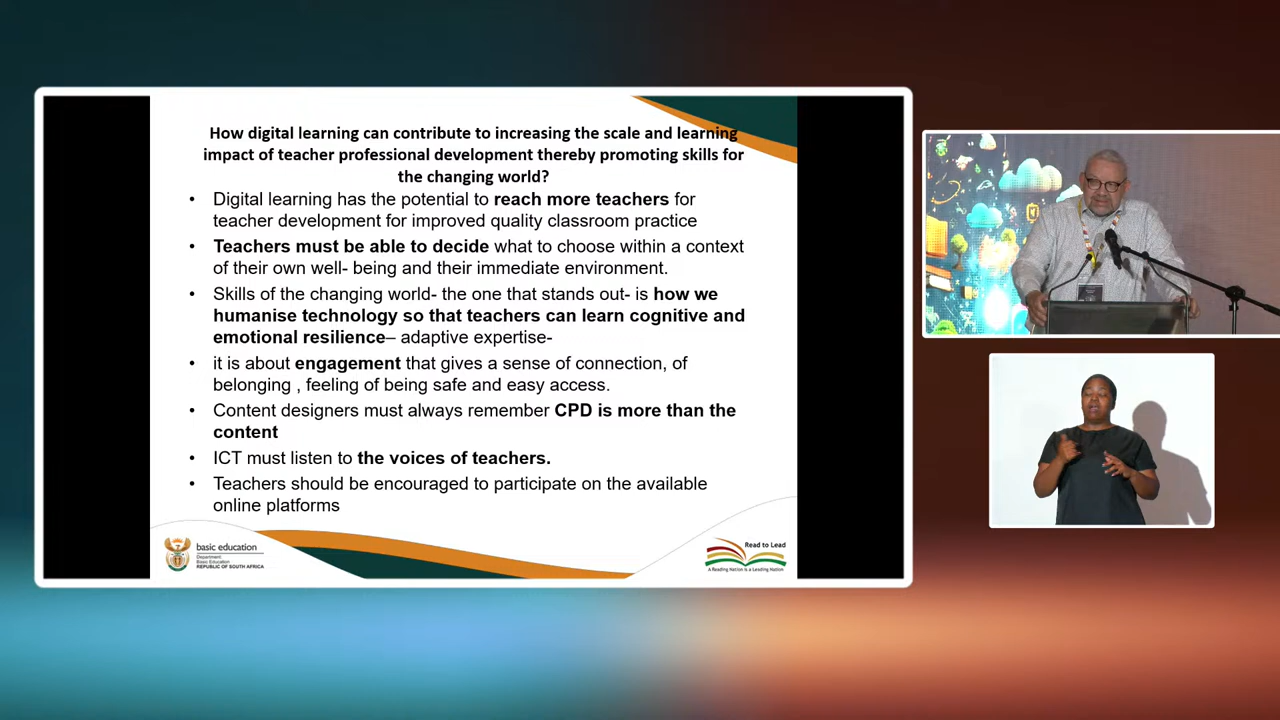 How digital learning can contribute to increasing the scale and learning
impact of teacher professional development thereby promoting skills for
the changing world?
• Digital learning has the potential to reach more teachers for
teacher development for improved quality classroom practice
• Teachers must be able to decide what to choose within a context
of their own well- being and their immediate environment.
• Skills of the changing world- the one that stands out- is how we
humanise technology so that teachers can learn cognitive and
emotional resilience– adaptive expertise-
• it is about engagement that gives a sense of connection, of
belonging , feeling of being safe and easy access.
• Content designers must always remember CPD is more than the
content
• ICT must listen to the voices of teachers.
• Teachers should be encouraged to participate on the available
online platforms
basic education
Department:
Basic Education
REPUBLIC OF SOUTH AFRICA
Read to Lead
A Reading Nation is a Leading Nation